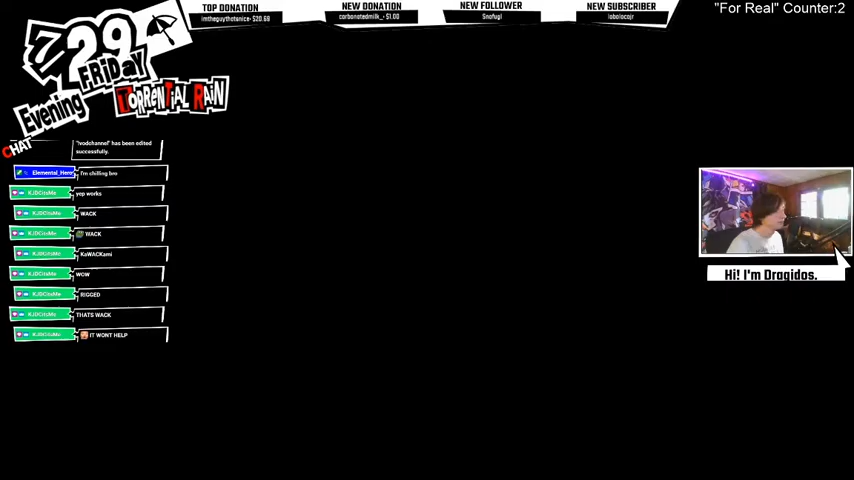 TOP DONATION
imtheguythatsnice- $20.69
NEW DONATION
carbonatedmilk_- $1.00
NEW FOLLOWER
Snafugl
NEW SUBSCRIBER
lobolocojr
"For Real" Counter:2
7 29
FRiDay
Evening
TorrenTial Rain
CHAT
"!vodchannel" has been edited
successfully.
Elemental_Hero
I'm chilling bro
KJDCitsMe
yep works
KJDCitsMe
WACK
KJDCitsMe
WACK
KJDCitsMe
KaWACKami
KJDCitsMe
WOW
KJDCitsMe
RIGGED
KJDCitsMe
THATS WACK
KJDCitsMe
IT WONT HELP
Hi! I'm Dragidos.